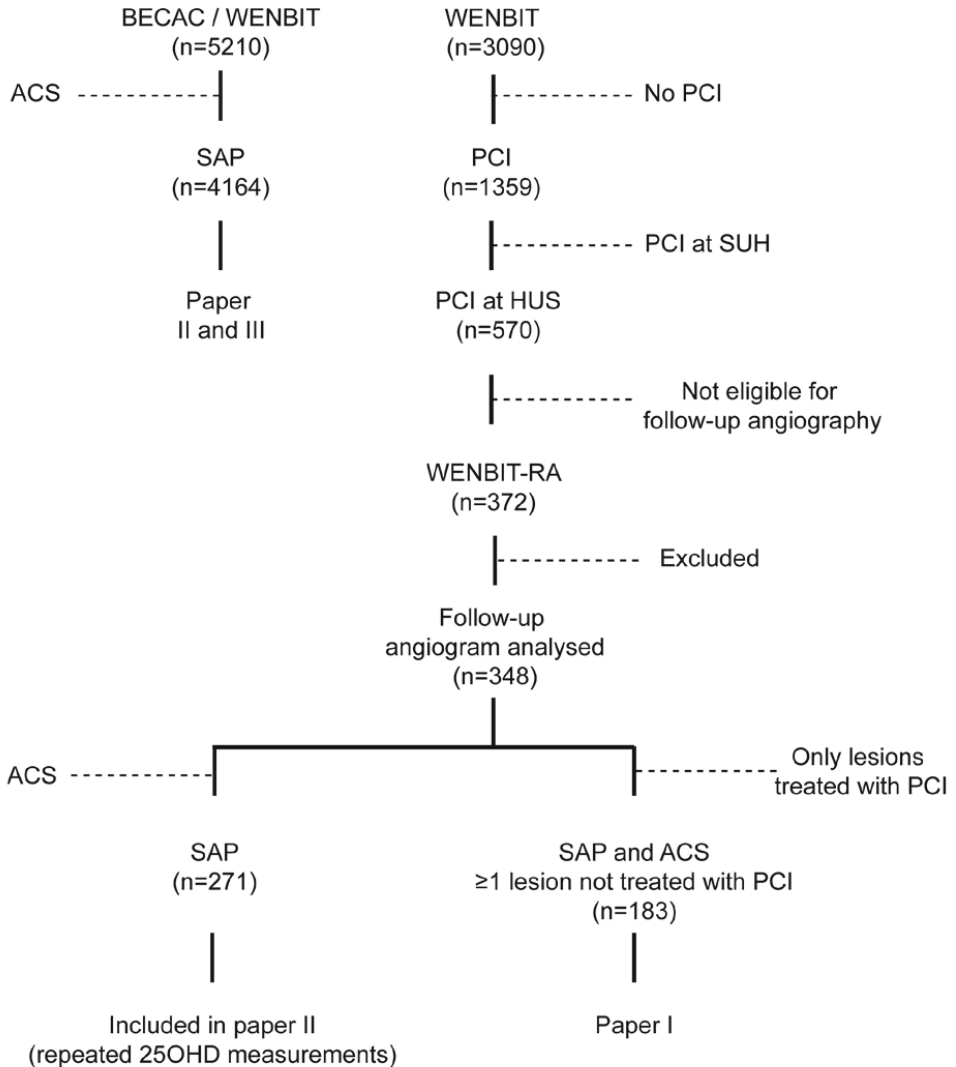 BECAC / WENBIT
(n=5210)
WENBIT
(n=3090)
ACS
No PCI
SAP
(n=4164)
PCI
(n=1359)
PCI at SUH
Paper
II and III
PCI at HUS
(n=570)
Not eligible for
follow-up angiography
WENBIT-RA
(n=372)
Excluded
Follow-up
angiogram analysed
(n=348)
ACS
Only lesions
treated with PCI
SAP
(n=271)
SAP and ACS
≥1 lesion not treated with PCI
(n=183)
Included in paper II
(repeated 25OHD measurements)
Paper I